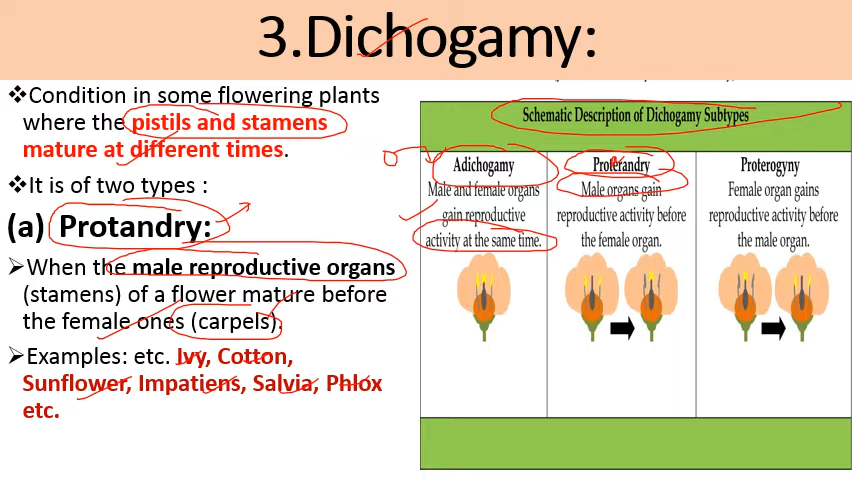 3.Dichogamy:
❖Condition in some flowering plants
where the pistils and stamens
mature at different times.
❖It is of two types :
(a) Protandry:
➢When the male reproductive organs
(stamens) of a flower mature before
the female ones (carpels).
➢Examples: etc. Ivy, Cotton,
Sunflower, Impatiens, Salvia, Phlox
etc.
Schematic Description of Dichogamy Subtypes
Adichogamy
Male and female organs
gain reproductive
activity at the same time.
Proterandry
Male organs gain
reproductive activity before
the female organ.
Proterogyny
Female organ gains
reproductive activity before
the male organ.